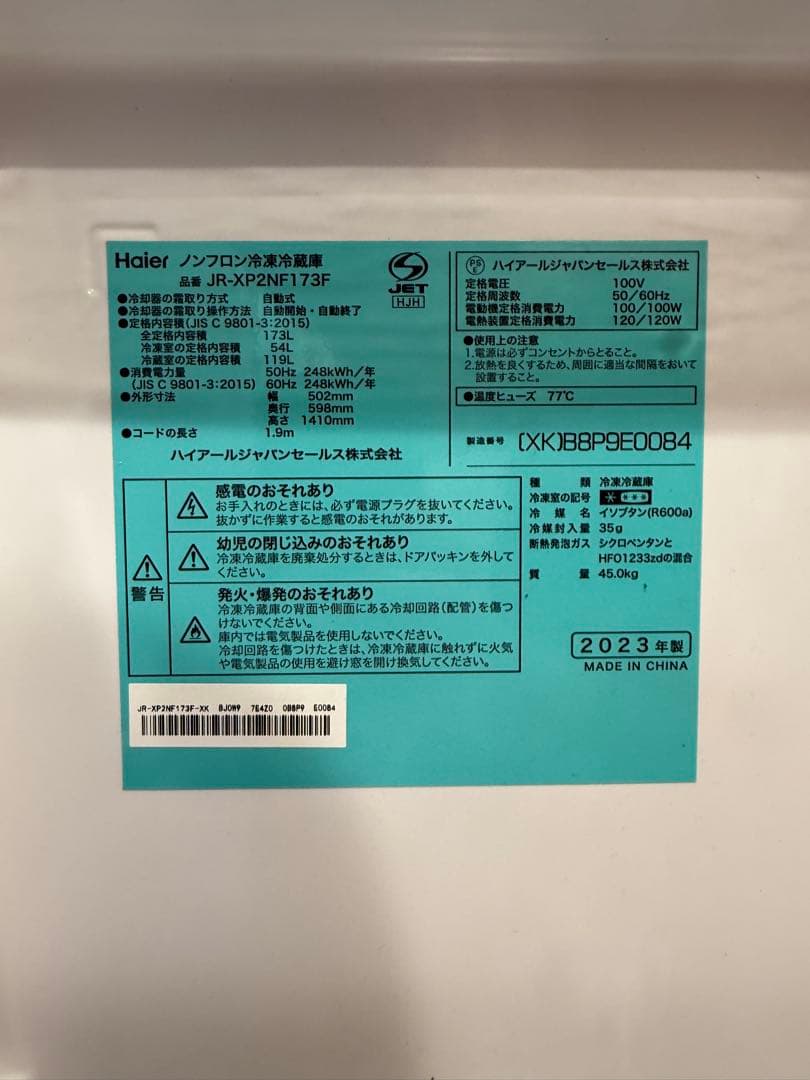 Haier ノンフロン冷凍冷蔵庫
品番 JR-XP2NF173F
●冷却器の霜取り方式 自動式
●冷却器の霜取り操作方法 自動開始・自動終了
●定格内容積(JIS C 9801-3:2015)
全定格内容積 173L
冷凍室の定格内容積 54L
冷蔵室の定格内容積 119L
●消費電力量 50Hz 248kWh/年
(JIS C 9801-3:2015) 60Hz 248kWh/年
●外形寸法 幅 502mm
奥行 598mm
高さ 1410mm
●コードの長さ 1.9m
ハイアールジャパンセールス株式会社
JET
HJH
PS
E ハイアールジャパンセールス株式会社
定格電圧 100V
定格周波数 50/60Hz
電動機定格消費電力 100/100W
電熱装置定格消費電力 120/120W
●使用上の注意
1.電源は必ずコンセントからとること。
2.放熱を良くするため、周囲に適当な間隔をおいて
設置すること。
●温度ヒューズ 77℃
製造番号 (XK)B8P9E0084
警告
感電のおそれあり
お手入れのときには、必ず電源プラグを抜いてください。
抜かずに作業すると感電のおそれがあります。
幼児の閉じ込みのおそれあり
冷凍冷蔵庫を廃棄処分するときは、ドアパッキンを外して
ください。
発火・爆発のおそれあり
冷凍冷蔵庫の背面や側面にある冷却回路(配管)を傷つ
けないでください。
庫内では電気製品を使用しないでください。
冷却回路を傷つけたときは、冷凍冷蔵庫に触れずに火気
や電気製品の使用を避け窓を開け換気してください。
種類 冷凍冷蔵庫
冷凍室の記号
冷媒名 イソブタン(R600a)
冷媒封入量 35g
断熱発泡ガス シクロペンタンと
HFO1233zdの混合
質量 45.0kg
2023年製
MADE IN CHINA
JR-XP2NF173F-XK BJ0W9 7E4Z0 0B8P9 E0084